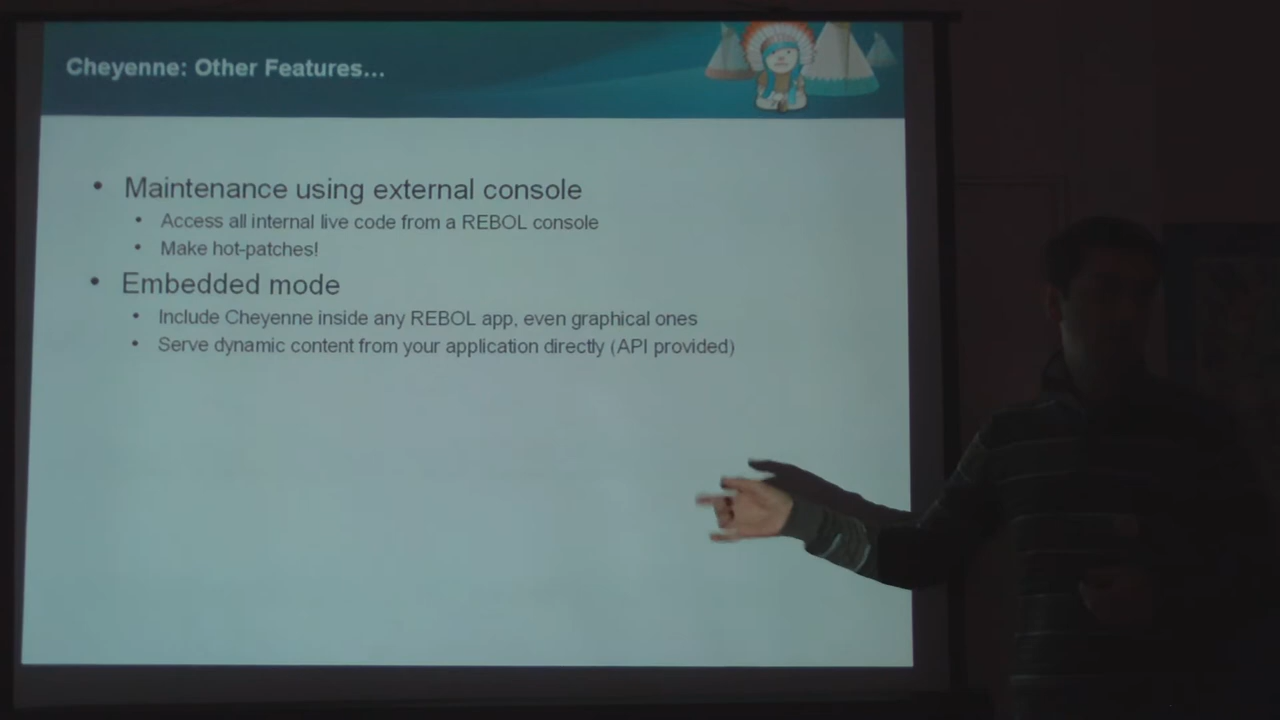 Cheyenne: Other Features...
• Maintenance using external console
• Access all internal live code from a REBOL console
• Make hot-patches!
• Embedded mode
• Include Cheyenne inside any REBOL app, even graphical ones
• Serve dynamic content from your application directly (API provided)